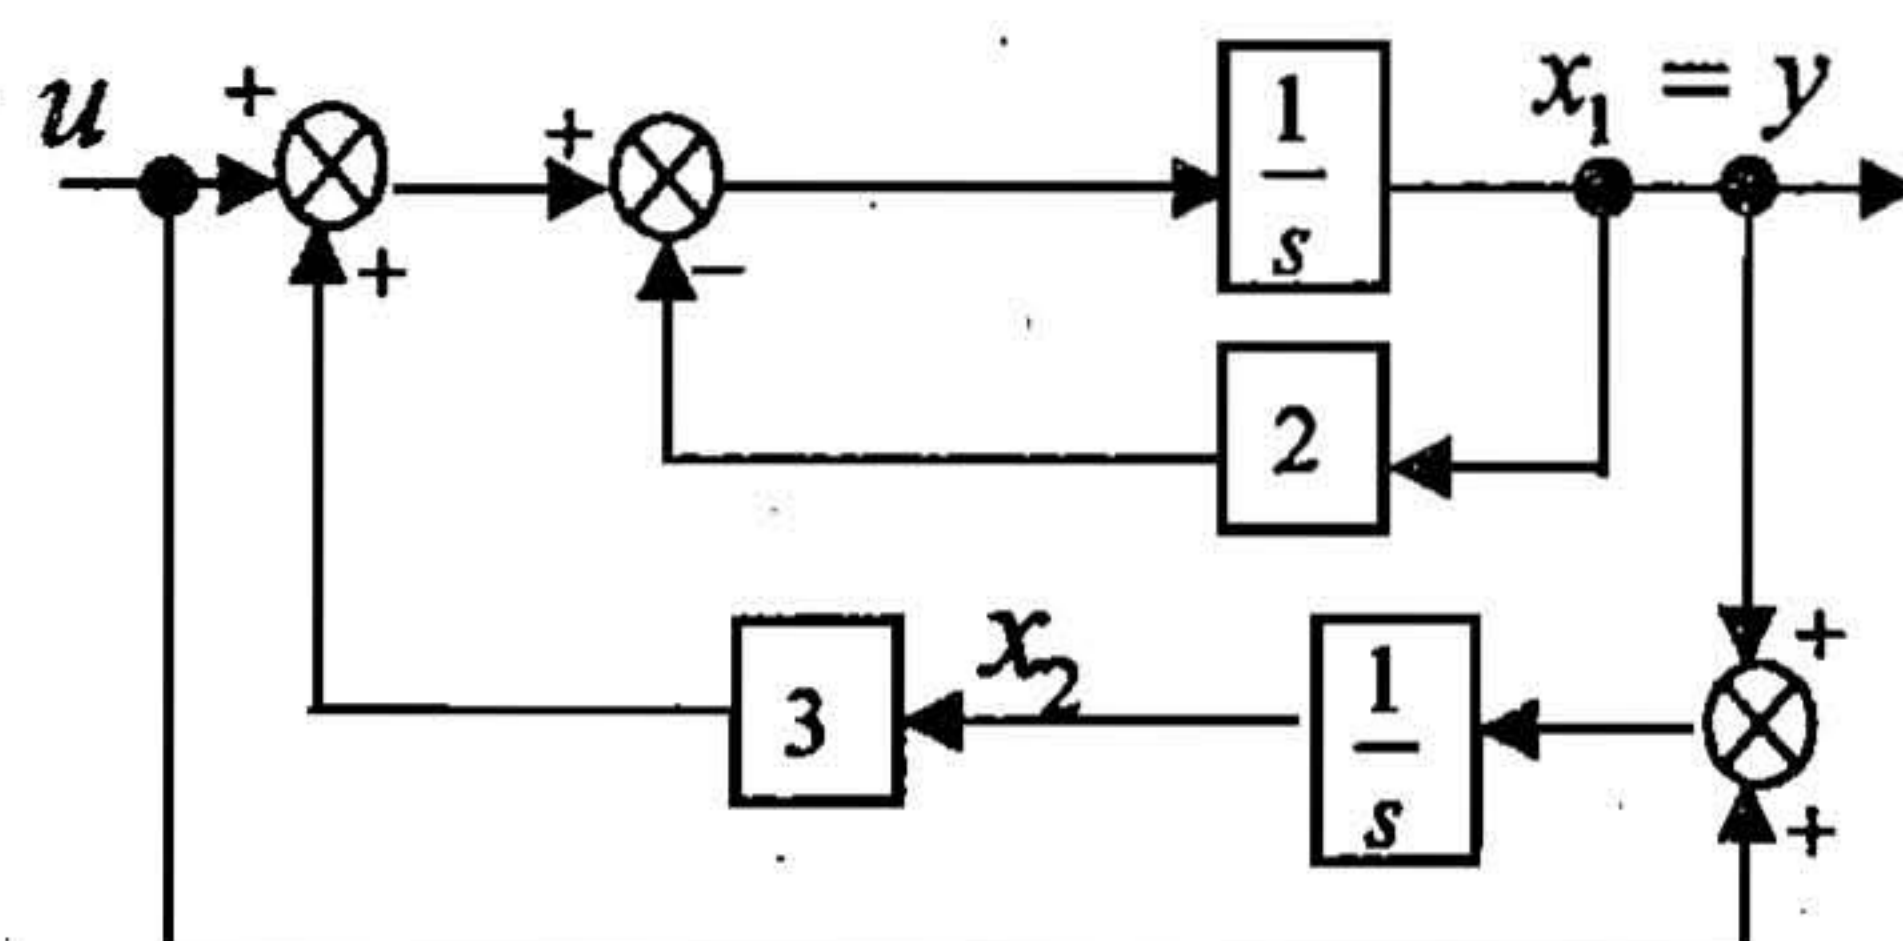 u + + 1/s x₁ = y
+ −
2
3 x₂ 1/s +
+